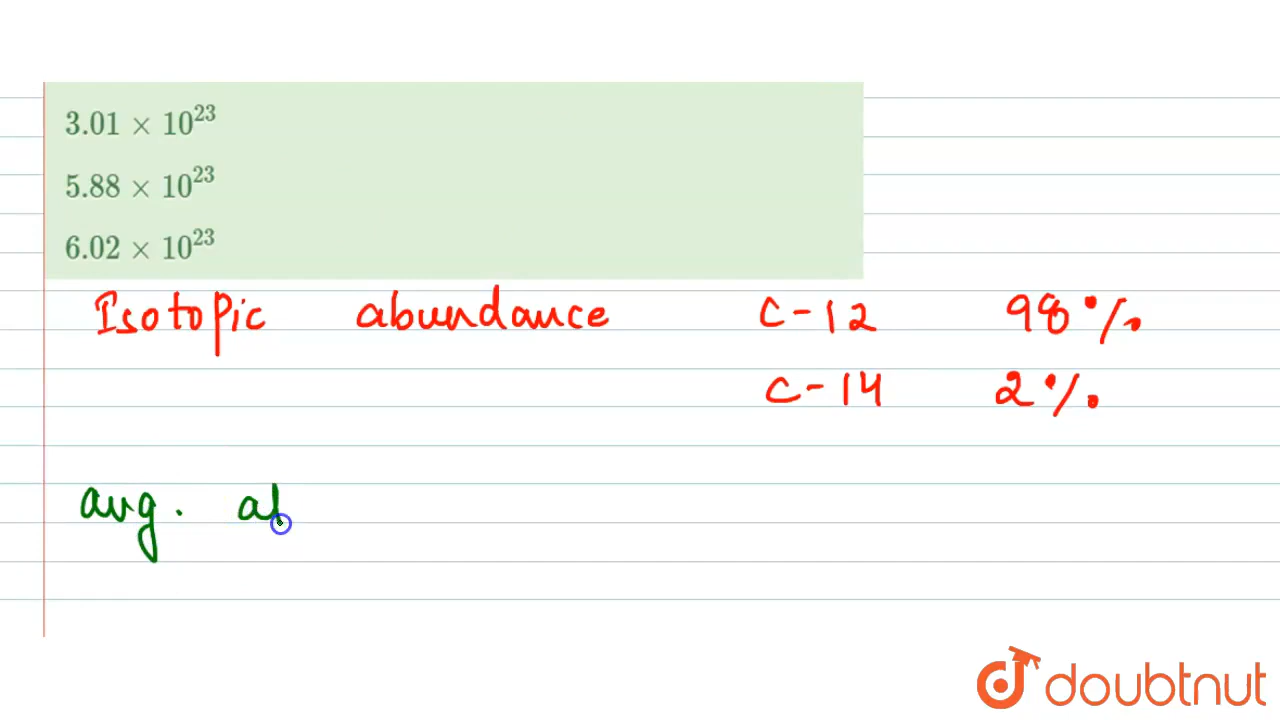 3.01 × 10^23
5.88 × 10^23
6.02 × 10^23
Isotopic abundance C-12 98%
C-14 2%
avg.
doubtnut